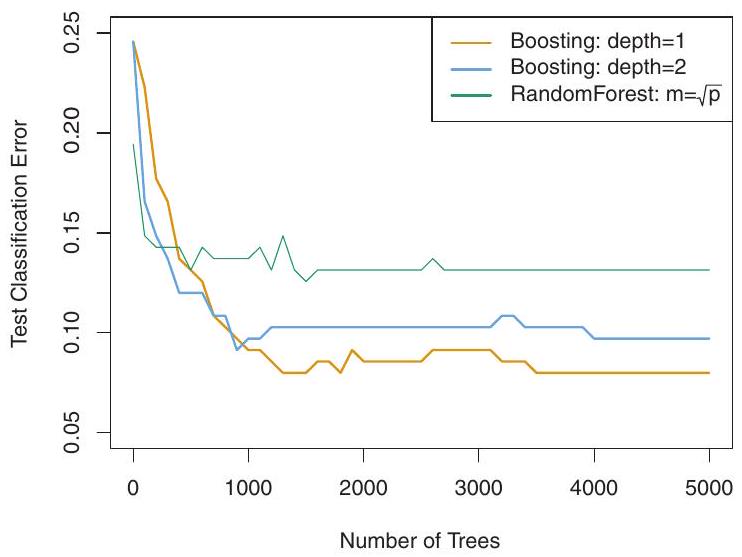 Boosting: depth=1
Boosting: depth=2
RandomForest: m=√p
0.25
0.20
0.15
0.10
0.05
Test Classification Error
0 1000 2000 3000 4000 5000
Number of Trees